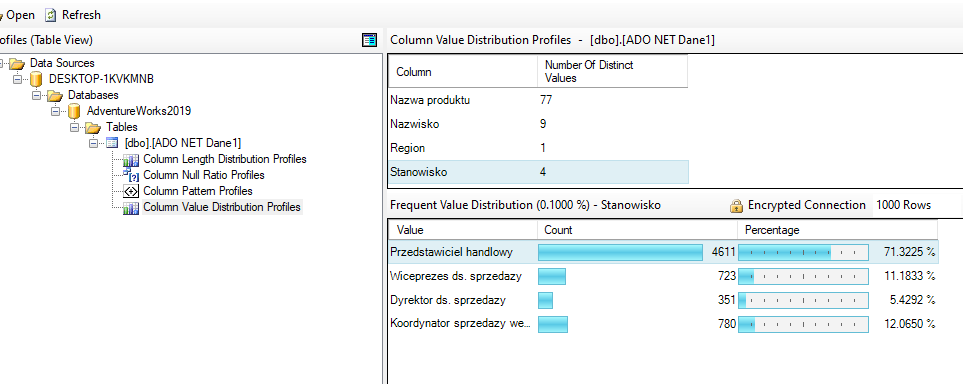 Open Refresh
rofiles (Table View)
Data Sources
DESKTOP-1KVKMNB
Databases
AdventureWorks2019
Tables
[dbo].[ADO NET Dane1]
Column Length Distribution Profiles
Column Null Ratio Profiles
Column Pattern Profiles
Column Value Distribution Profiles
Column Value Distribution Profiles - [dbo].[ADO NET Dane1]
Column Number Of Distinct
Values
Nazwa produktu 77
Nazwisko 9
Region 1
Stanowisko 4
Frequent Value Distribution (0.1000 %) - Stanowisko Encrypted Connection 1000 Rows
Value Count Percentage
Przedstawiciel handlowy 4611 71.3225 %
Wiceprezes ds. sprzedazy 723 11.1833 %
Dyrektor ds. sprzedazy 351 5.4292 %
Koordynator sprzedazy we... 780 12.0650 %